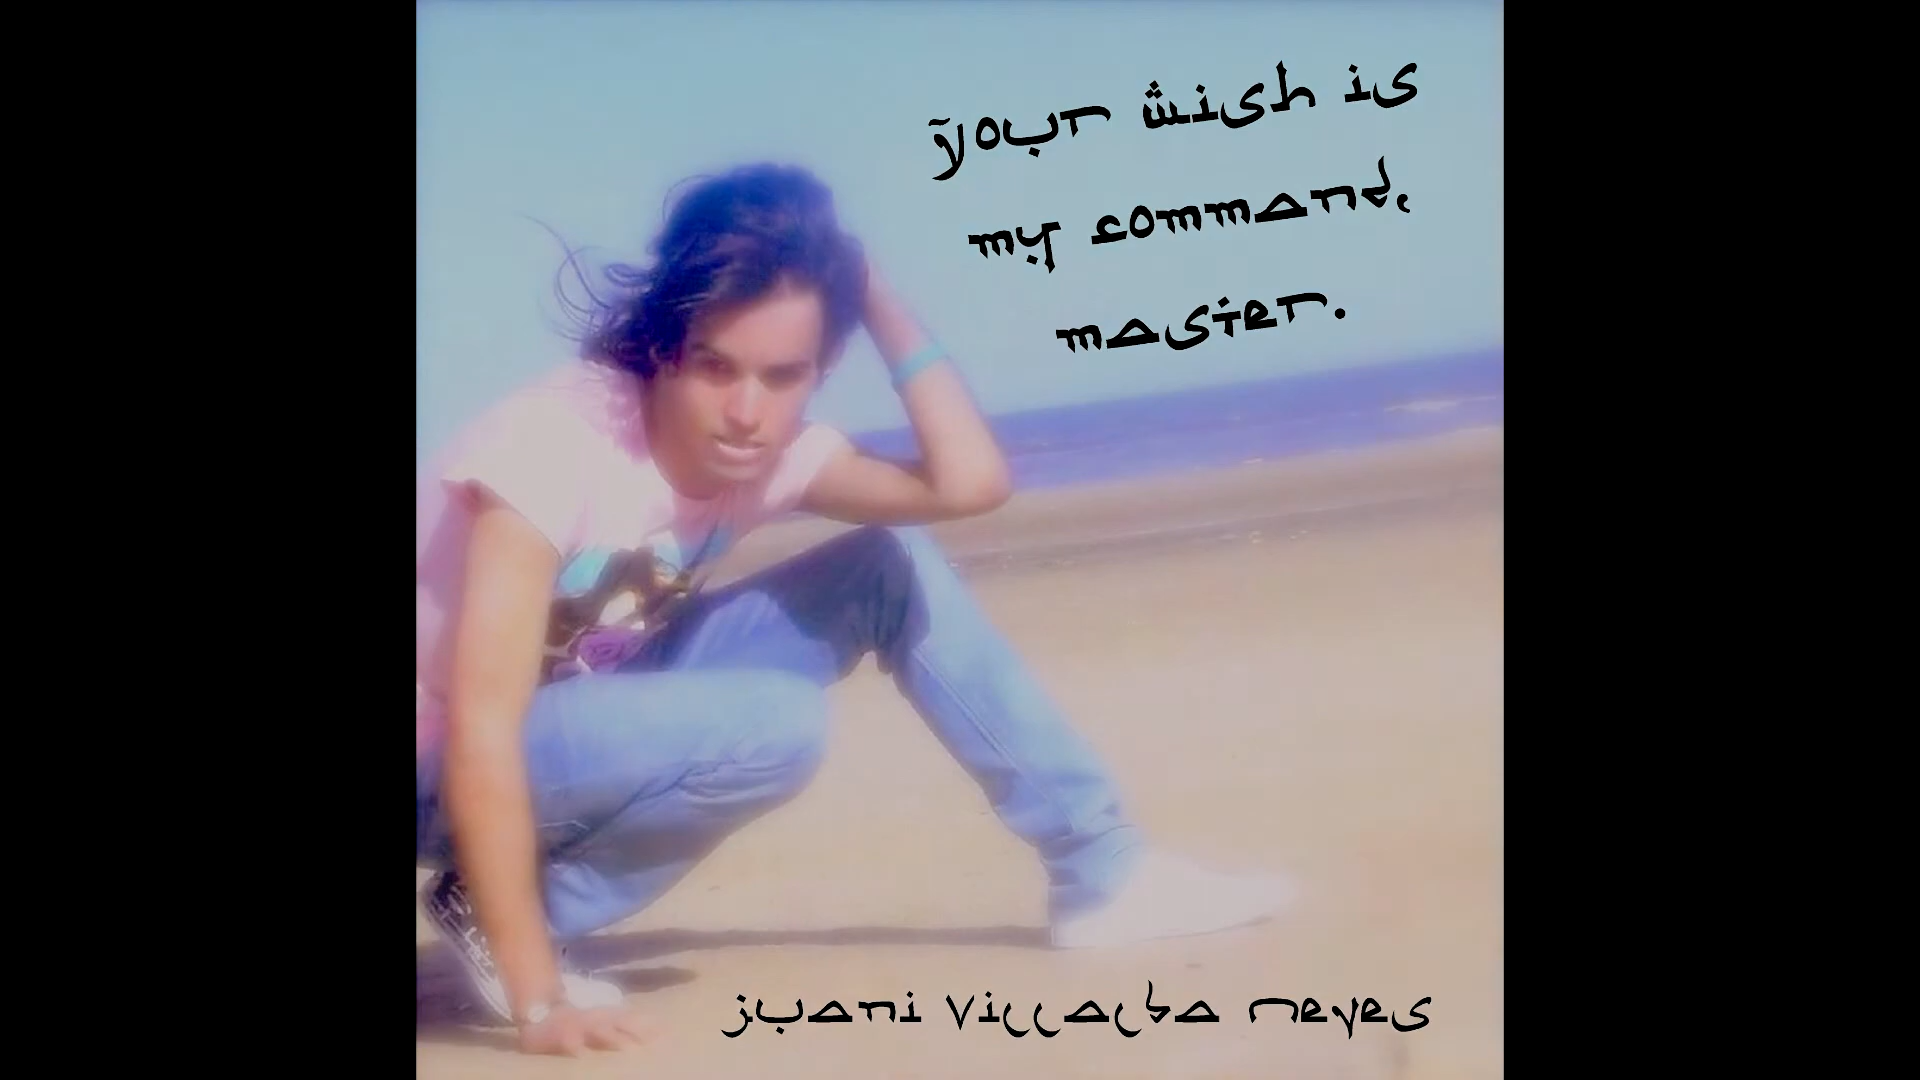 your wish is
my command,
master.
juani villalba reyes